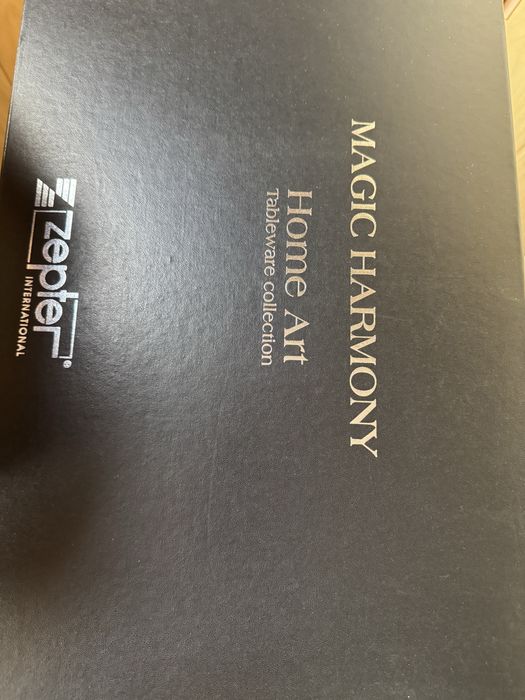 MAGIC HARMONY
Home Art
Tableware collection
zepter®
INTERNATIONAL